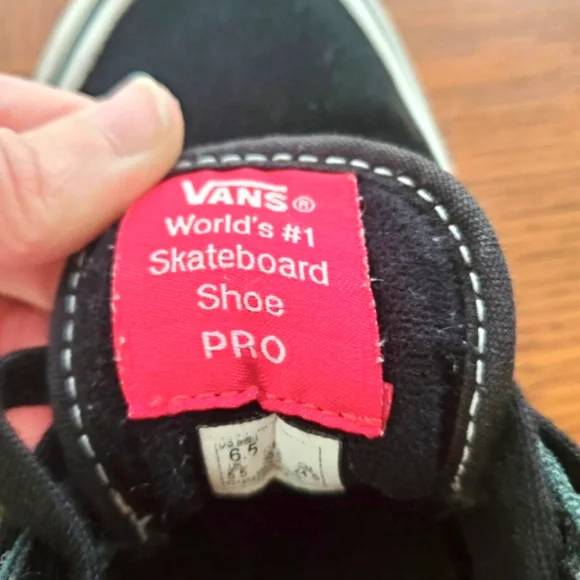 VANS®
World's #1
Skateboard
Shoe
PRO
6.5